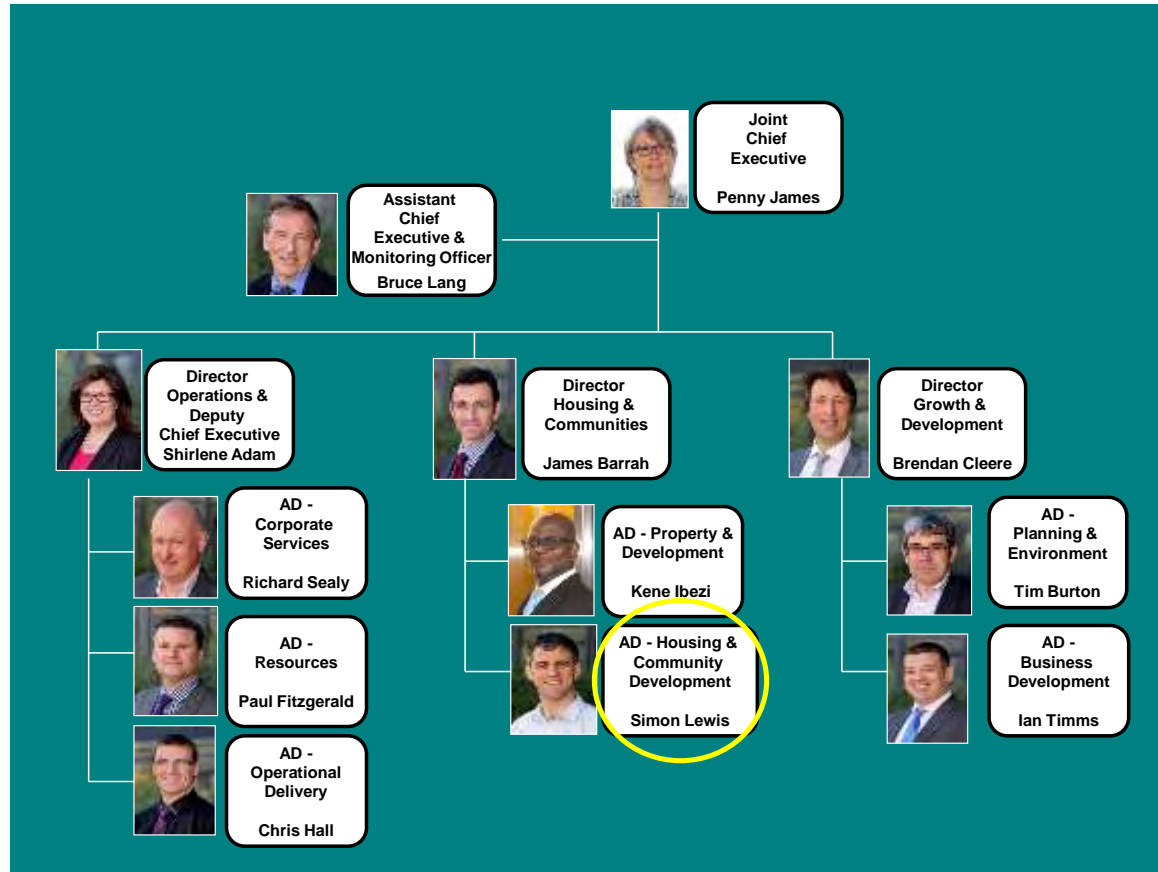 Joint
Chief
Executive
Penny James
Assistant
Chief
Executive &
Monitoring Officer
Bruce Lang
Director
Operations &
Deputy
Chief Executive
Shirlene Adam
Director
Housing &
Communities
James Barrah
Director
Growth &
Development
Brendan Cleere
AD -
Corporate
Services
Richard Sealy
AD -
Resources
Paul Fitzgerald
AD -
Operational
Delivery
Chris Hall
AD - Property &
Development
Kene Ibezi
AD - Housing &
Community
Development
Simon Lewis
AD -
Planning &
Environment
Tim Burton
AD -
Business
Development
Ian Timms